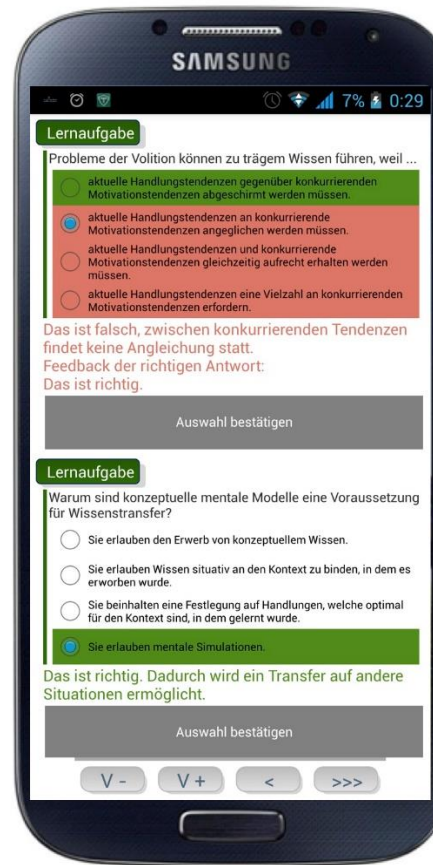 SAMSUNG
7% 0:29
Lernaufgabe
Probleme der Volition können zu trägem Wissen führen, weil ...
aktuelle Handlungstendenzen gegenüber konkurrierenden
Motivationstendenzen abgeschirmt werden müssen.
aktuelle Handlungstendenzen an konkurrierende
Motivationstendenzen angeglichen werden müssen.
aktuelle Handlungstendenzen und konkurrierende
Motivationstendenzen gleichzeitig aufrecht erhalten werden
müssen.
aktuelle Handlungstendenzen eine Vielzahl an konkurrierenden
Motivationstendenzen erfordern.
Das ist falsch, zwischen konkurrierenden Tendenzen
findet keine Angleichung statt.
Feedback der richtigen Antwort:
Das ist richtig.
Auswahl bestätigen
Lernaufgabe
Warum sind konzeptuelle mentale Modelle eine Voraussetzung
für Wissenstransfer?
Sie erlauben den Erwerb von konzeptuellem Wissen.
Sie erlauben Wissen situativ an den Kontext zu binden, in dem es
erworben wurde.
Sie beinhalten eine Festlegung auf Handlungen, welche optimal
für den Kontext sind, in dem gelernt wurde.
Sie erlauben mentale Simulationen.
Das ist richtig. Dadurch wird ein Transfer auf andere
Situationen ermöglicht.
Auswahl bestätigen
V - V + < >>>